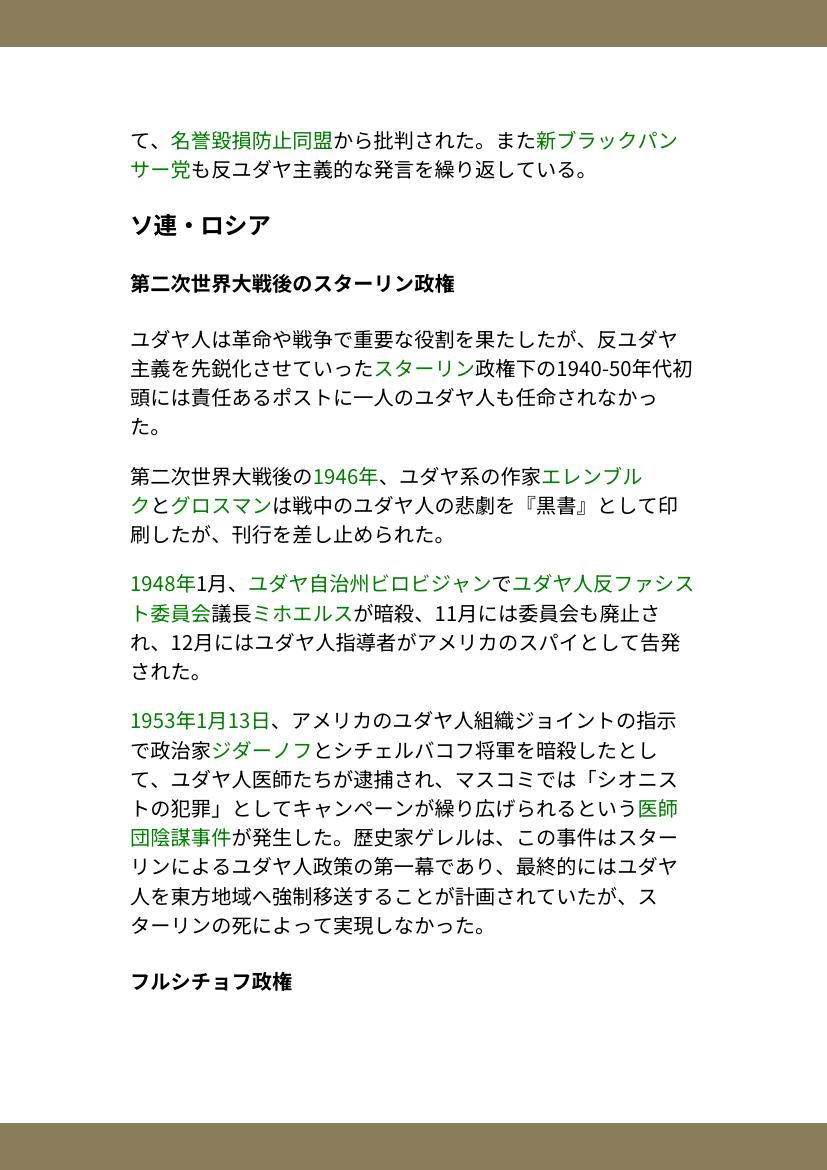 て、名誉毀損防止同盟から批判された。また新ブラックパン
サー党も反ユダヤ主義的な発言を繰り返している。
ソ連・ロシア
第二次世界大戦後のスターリン政権
ユダヤ人は革命や戦争で重要な役割を果たしたが、反ユダヤ
主義を先鋭化させていったスターリン政権下の1940-50年代初
頭には責任あるポストに一人のユダヤ人も任命されなかっ
た。
第二次世界大戦後の1946年、ユダヤ系の作家エレンブル
クとグロスマンは戦中のユダヤ人の悲劇を『黒書』として印
刷したが、刊行を差し止められた。
1948年1月、ユダヤ自治州ビロビジャンでユダヤ人反ファシス
ト委員会議長ミホエルスが暗殺、11月には委員会も廃止さ
れ、12月にはユダヤ人指導者がアメリカのスパイとして告発
された。
1953年1月13日、アメリカのユダヤ人組織ジョイントの指示
で政治家ジダーノフとシチェルバコフ将軍を暗殺したとし
て、ユダヤ人医師たちが逮捕され、マスコミでは「シオニス
トの犯罪」としてキャンペーンが繰り広げられるという医師
団陰謀事件が発生した。歴史家ゲレルは、この事件はスター
リンによるユダヤ人政策の第一幕であり、最終的にはユダヤ
人を東方地域へ強制移送することが計画されていたが、ス
ターリンの死によって実現しなかった。
フルシチョフ政権